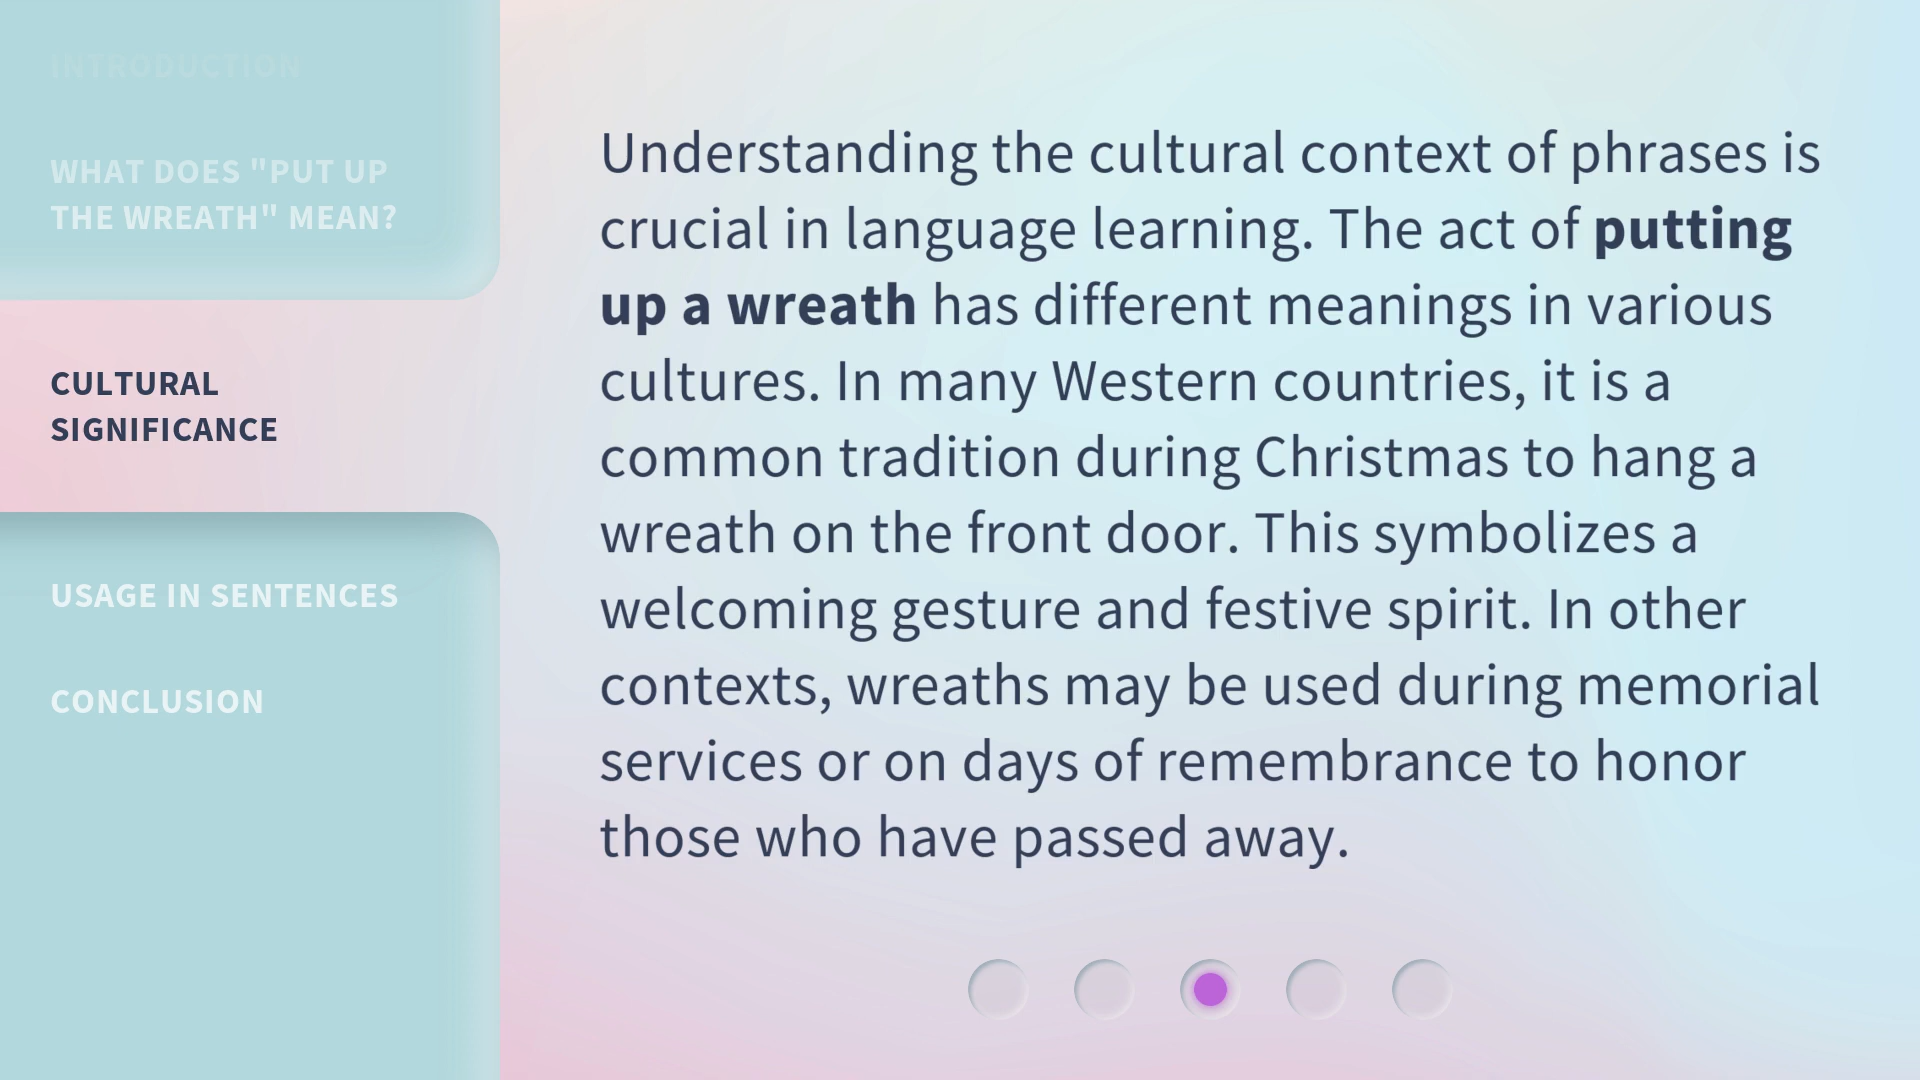 INTRODUCTION
WHAT DOES "PUT UP
THE WREATH" MEAN?
CULTURAL
SIGNIFICANCE
USAGE IN SENTENCES
CONCLUSION
Understanding the cultural context of phrases is
crucial in language learning. The act of putting
up a wreath has different meanings in various
cultures. In many Western countries, it is a
common tradition during Christmas to hang a
wreath on the front door. This symbolizes a
welcoming gesture and festive spirit. In other
contexts, wreaths may be used during memorial
services or on days of remembrance to honor
those who have passed away.